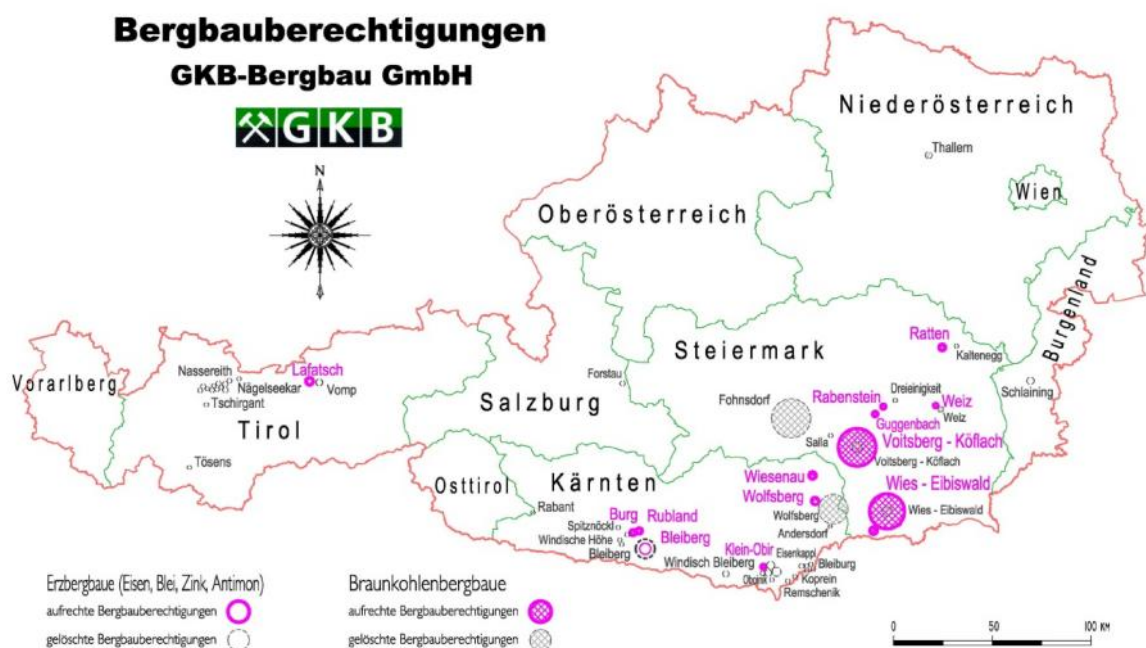 Bergbauberechtigungen
GKB-Bergbau GmbH
GKB
N
Niederösterreich
Thallern
Wien
Oberösterreich
Burgenland
Ratten
Kaltenegg
Steiermark
Lafatsch
Nassereith
Nägelseekar
Vomp
Tschirgant
Vorarlberg
Forstau
Schlaining
Fohnsdorf
Dreieinigkeit
Rabenstein
Weiz
Weiz
Guggenbach
Salzburg
Tirol
Salla
Voitsberg - Köflach
Voitsberg - Köflach
Tösens
Wiesenau
Kärnten
Osttirol
Wies - Eibiswald
Wies - Eibiswald
Wolfsberg
Wolfsberg
Rabant
Burg
Rubland
Spitznöckl
Andersdorf
Windische Höhe
Bleiberg
Bleiberg
Klein-Obir
Eisenkappl
Windisch Bleiberg
Bleiburg
Koprein
Remschenik
Erzbergbaue (Eisen, Blei, Zink, Antimon)
aufrechte Bergbauberechtigungen
gelöschte Bergbauberechtigungen
Braunkohlenbergbaue
aufrechte Bergbauberechtigungen
gelöschte Bergbauberechtigungen
0 50 100 KM